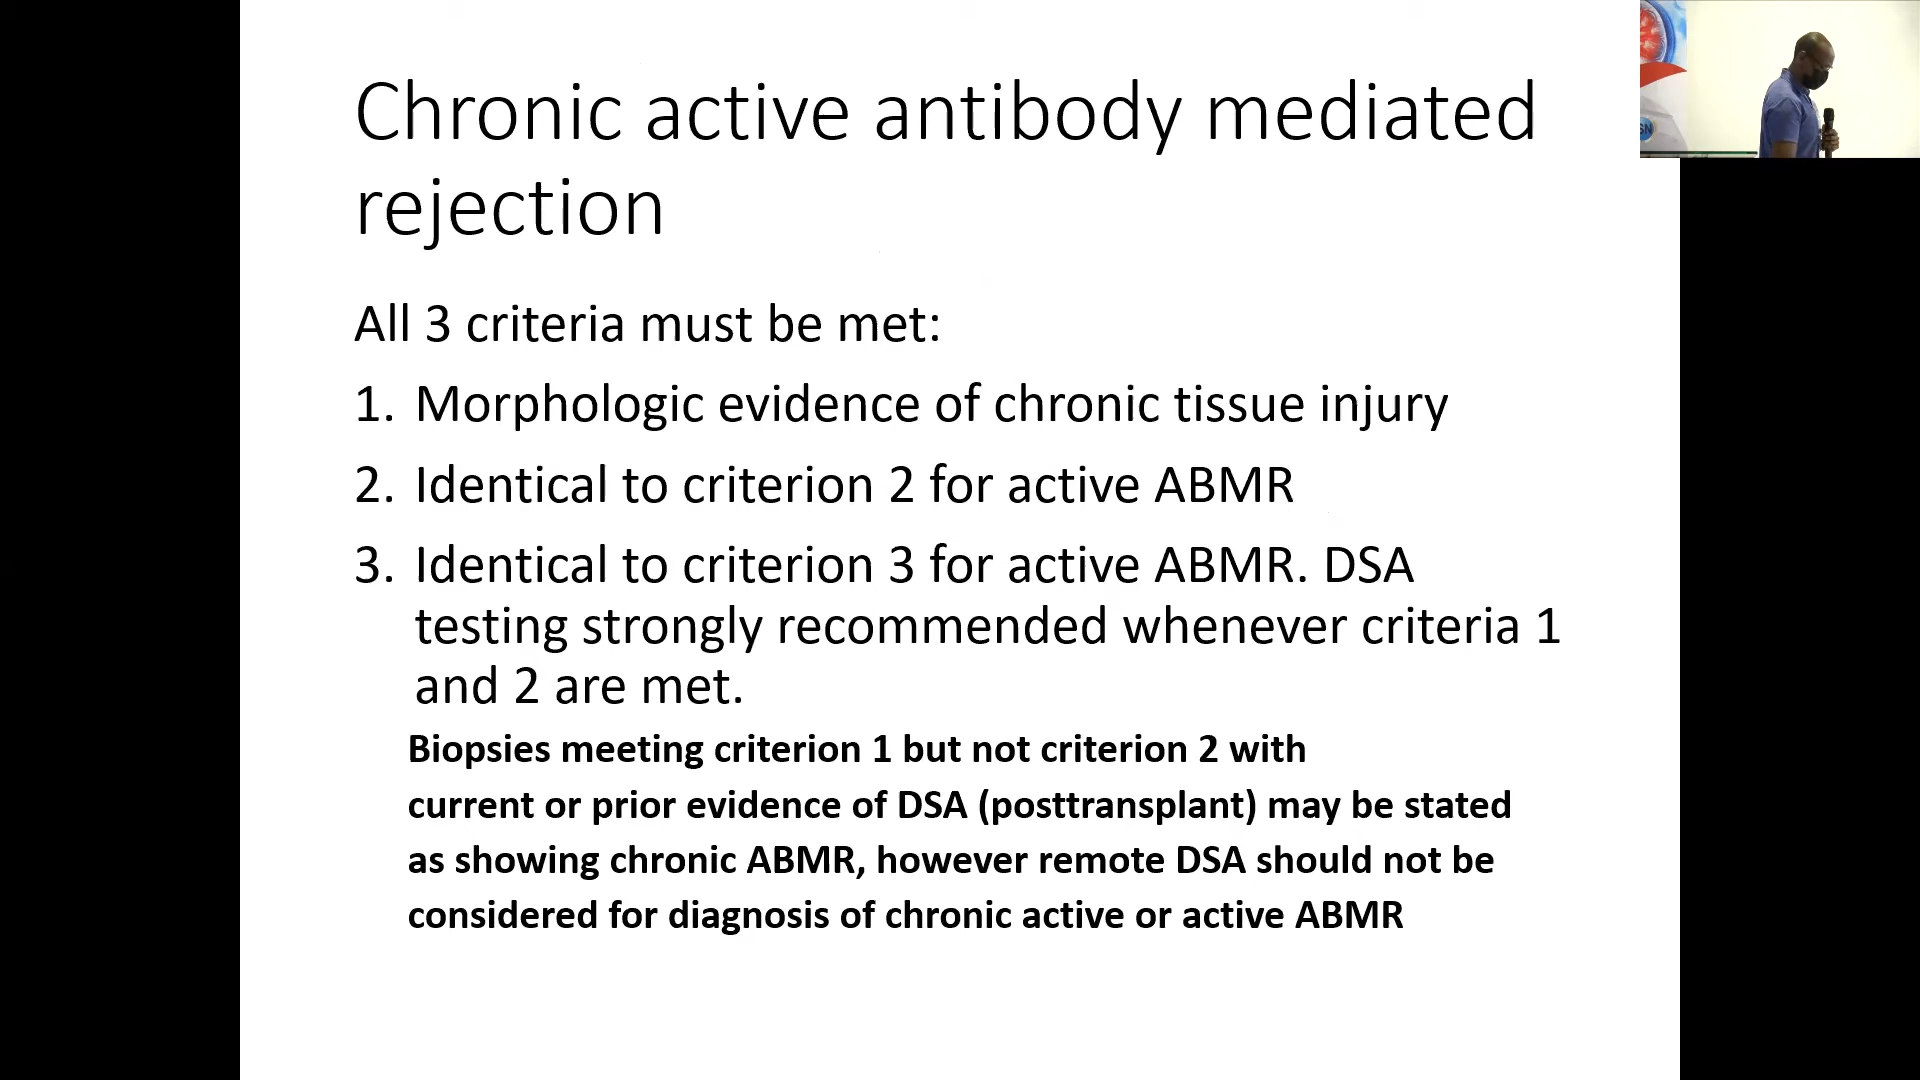 Chronic active antibody mediated
rejection
All 3 criteria must be met:
1. Morphologic evidence of chronic tissue injury
2. Identical to criterion 2 for active ABMR
3. Identical to criterion 3 for active ABMR. DSA
testing strongly recommended whenever criteria 1
and 2 are met.
Biopsies meeting criterion 1 but not criterion 2 with
current or prior evidence of DSA (posttransplant) may be stated
as showing chronic ABMR, however remote DSA should not be
considered for diagnosis of chronic active or active ABMR